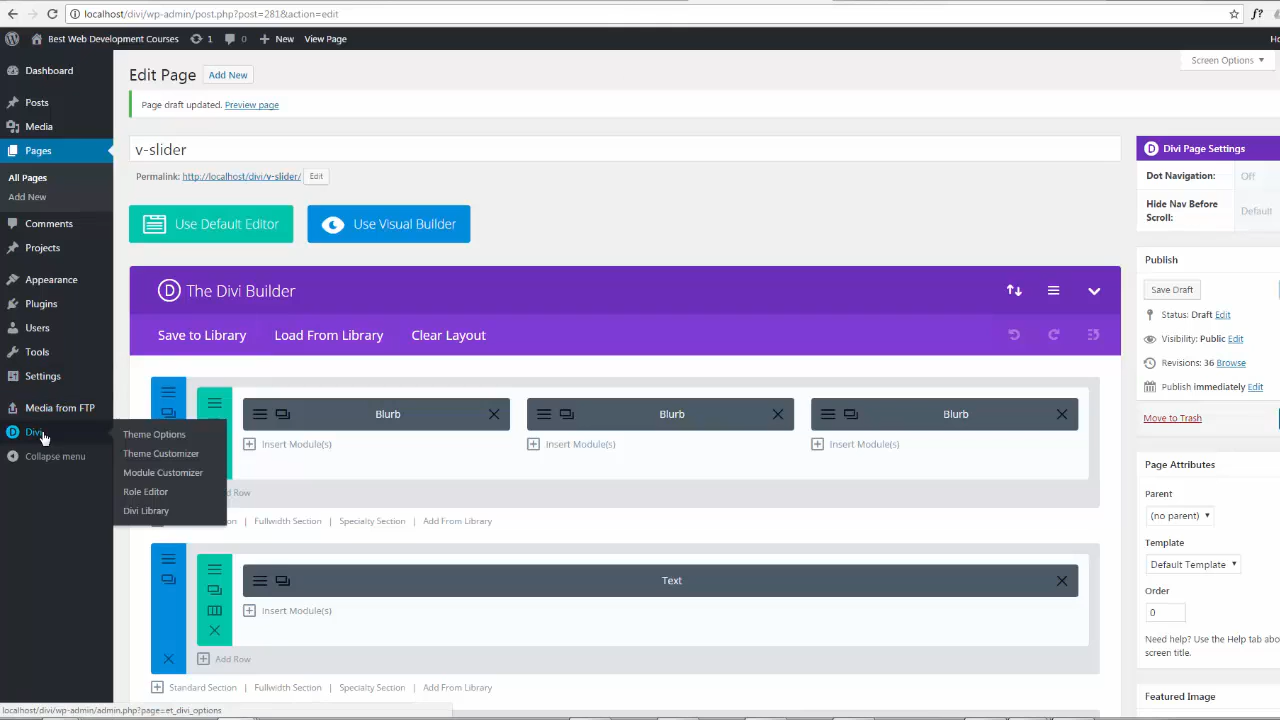 localhost/divi/wp-admin/post.php?post=281&action=edit
f?
Best Web Development Courses 1 0 New View Page
Dashboard
Posts
Media
Pages
All Pages
Add New
Comments
Projects
Appearance
Plugins
Users
Tools
Settings
Media from FTP
Divi
Collapse menu
Theme Options
Theme Customizer
Module Customizer
Role Editor
Divi Library
Screen Options
Edit Page Add New
Page draft updated. Preview page
v-slider
Permalink: http://localhost/divi/v-slider/ Edit
Use Default Editor Use Visual Builder
D The Divi Builder
Save to Library Load From Library Clear Layout
Blurb Blurb Blurb
Insert Module(s) Insert Module(s) Insert Module(s)
Row
| Fullwidth Section | Specialty Section | Add From Library
Text
Insert Module(s)
Add Row
Standard Section | Fullwidth Section | Specialty Section | Add From Library
D Divi Page Settings
Dot Navigation: Off
Hide Nav Before
Scroll: Default
Publish
Save Draft
Status: Draft Edit
Visibility: Public Edit
Revisions: 36 Browse
Publish immediately Edit
Move to Trash
Page Attributes
Parent
(no parent)
Template
Default Template
Order
0
Need help? Use the Help tab abo
screen title.
Featured Image
localhost/divi/wp-admin/admin.php?page=et_divi_options